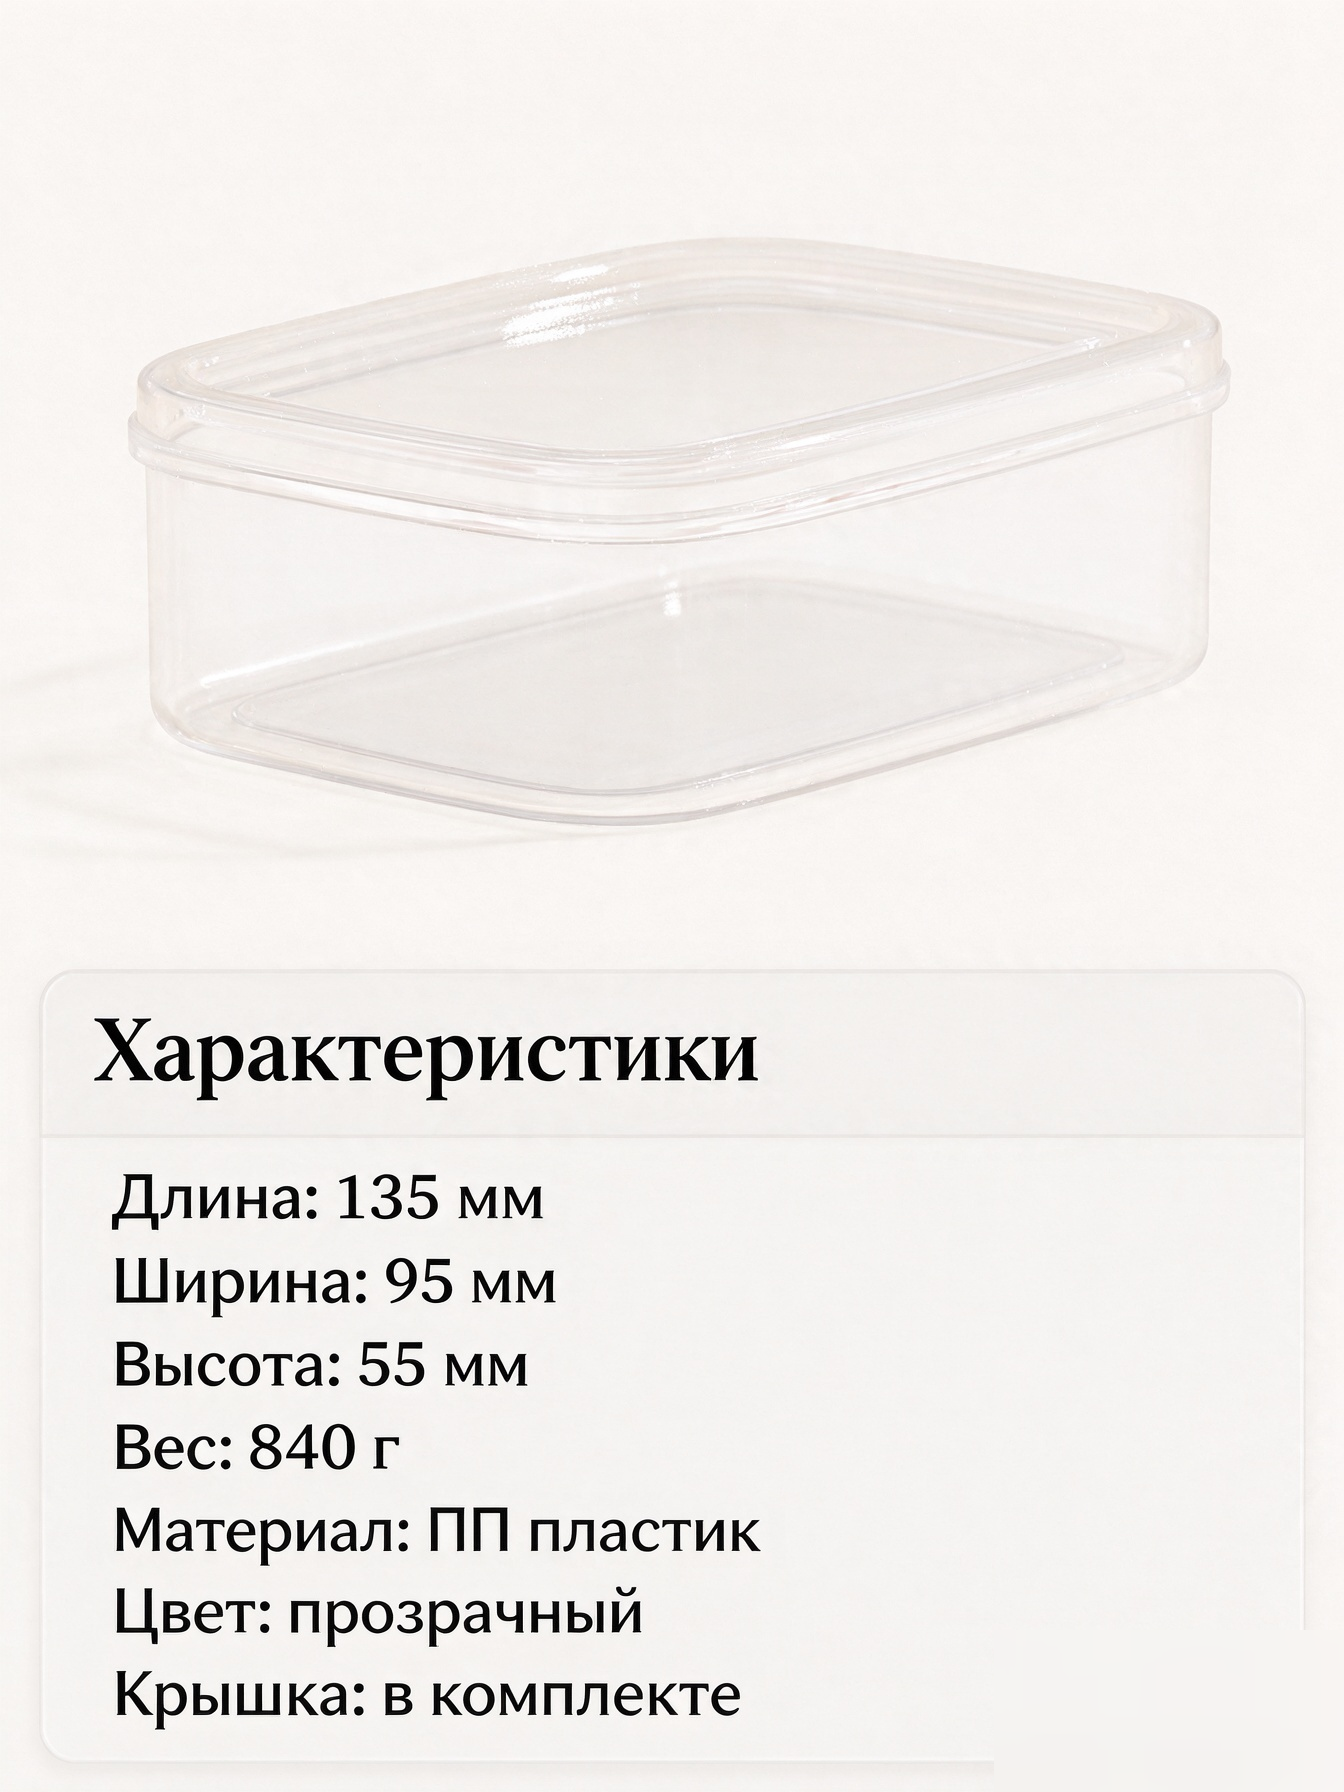 Характеристики
Длина: 135 мм
Ширина: 95 мм
Высота: 55 мм
Вес: 840 г
Материал: ПП пластик
Цвет: прозрачный
Крышка: в комплекте